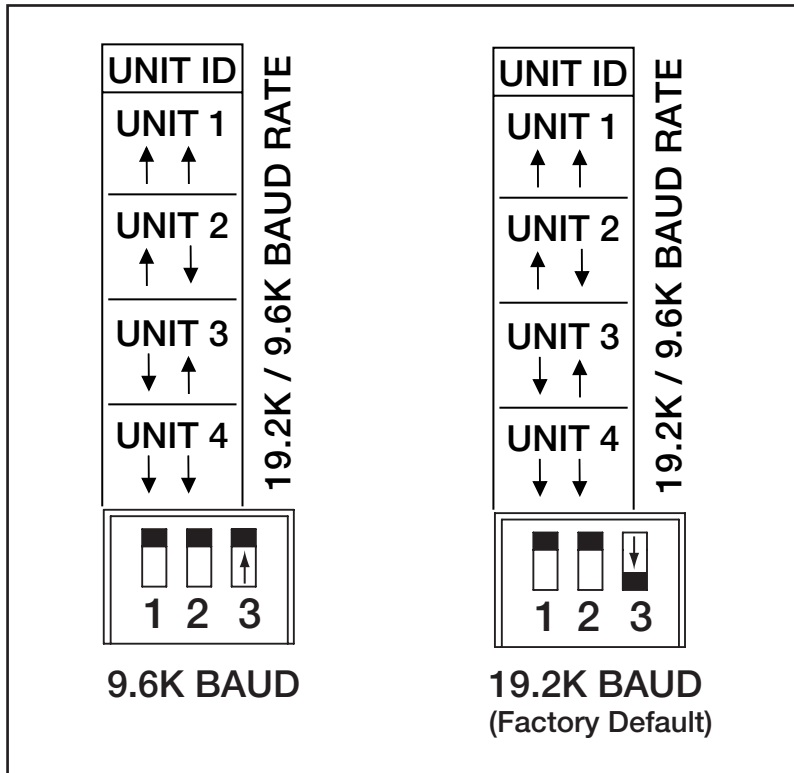 UNIT ID
UNIT 1
UNIT 2
UNIT 3
UNIT 4
19.2K / 9.6K BAUD RATE
1 2 3
9.6K BAUD
UNIT ID
UNIT 1
UNIT 2
UNIT 3
UNIT 4
19.2K / 9.6K BAUD RATE
1 2 3
19.2K BAUD
(Factory Default)